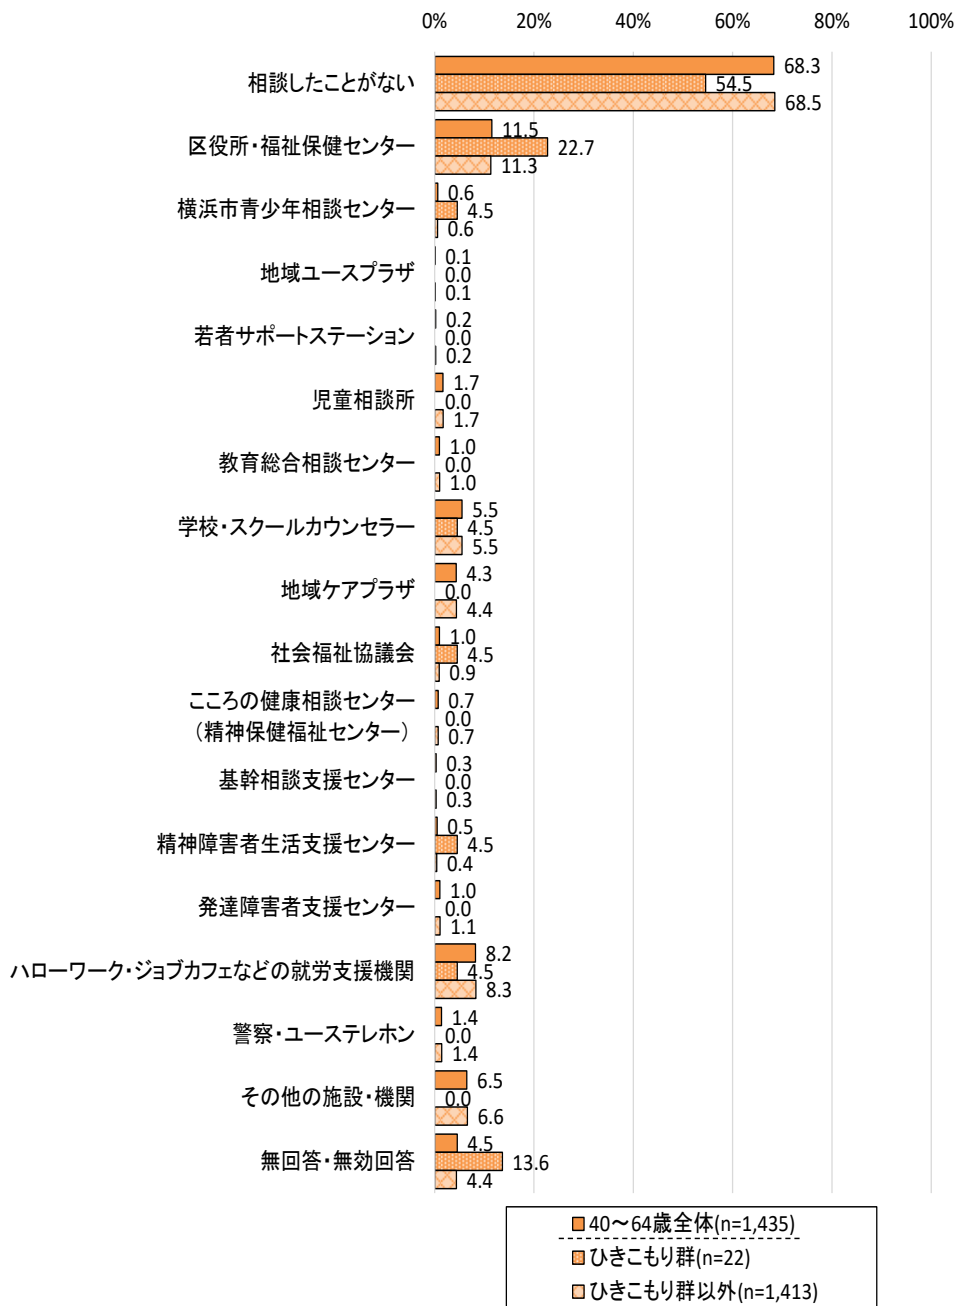 0% 20% 40% 60% 80% 100%
相談したことがない 68.3 54.5 68.5
区役所・福祉保健センター 11.5 22.7 11.3
横浜市青少年相談センター 0.6 4.5 0.6
地域ユースプラザ 0.1 0.0 0.1
若者サポートステーション 0.2 0.0 0.2
児童相談所 1.7 0.0 1.7
教育総合相談センター 1.0 0.0 1.0
学校・スクールカウンセラー 5.5 4.5 5.5
地域ケアプラザ 4.3 0.0 4.4
社会福祉協議会 1.0 4.5 0.9
こころの健康相談センター
(精神保健福祉センター) 0.7 0.0 0.7
基幹相談支援センター 0.3 0.0 0.3
精神障害者生活支援センター 0.5 4.5 0.4
発達障害者支援センター 1.0 0.0 1.1
ハローワーク・ジョブカフェなどの就労支援機関 8.2 4.5 8.3
警察・ユーステレホン 1.4 0.0 1.4
その他の施設・機関 6.5 0.0 6.6
無回答・無効回答 4.5 13.6 4.4
40～64歳全体(n=1,435)
ひきこもり群(n=22)
ひきこもり群以外(n=1,413)